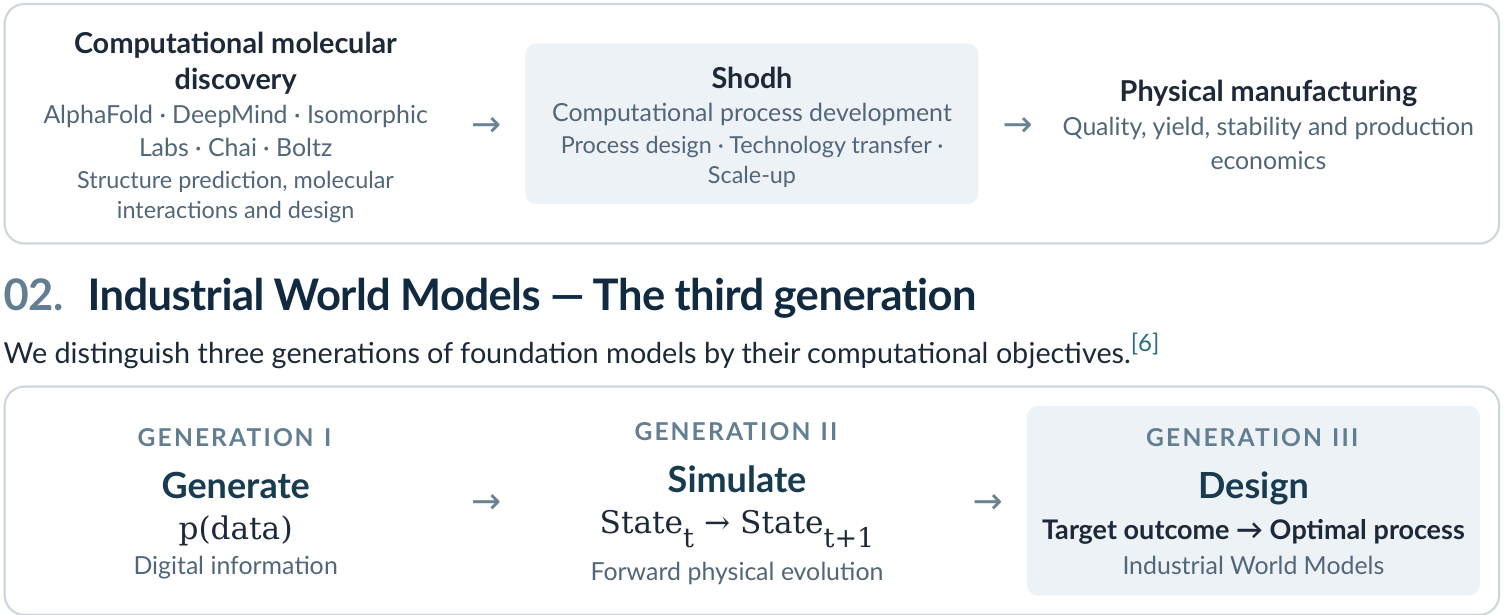 Computational molecular
discovery
AlphaFold · DeepMind · Isomorphic
Labs · Chai · Boltz
Structure prediction, molecular
interactions and design
→
Shodh
Computational process development
Process design · Technology transfer ·
Scale-up
→
Physical manufacturing
Quality, yield, stability and production
economics
02. Industrial World Models — The third generation
We distinguish three generations of foundation models by their computational objectives.[6]
GENERATION I
Generate
p(data)
Digital information
→
GENERATION II
Simulate
State_t → State_{t+1}
Forward physical evolution
→
GENERATION III
Design
Target outcome → Optimal process
Industrial World Models